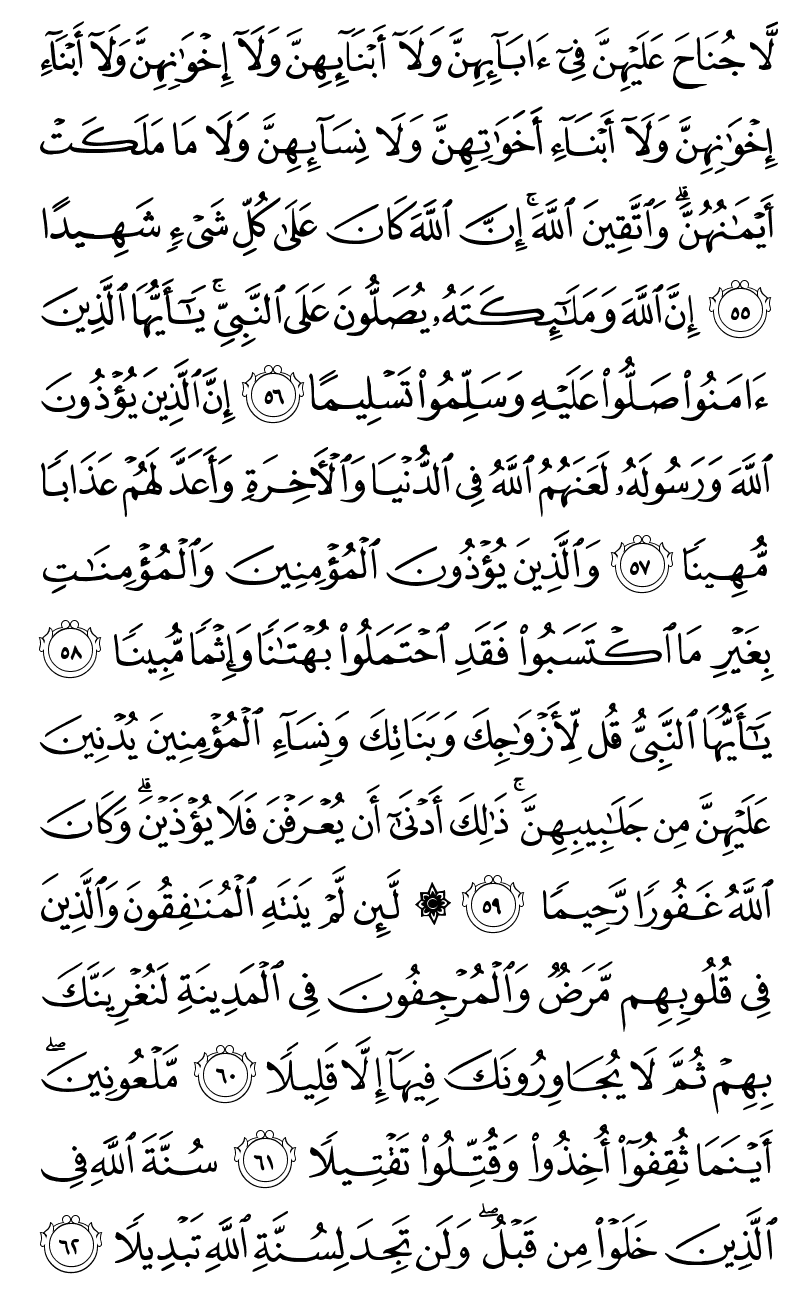 لَّا جُنَاحَ عَلَيْهِنَّ فِىٓ ءَابَآئِهِنَّ وَلَآ أَبْنَآئِهِنَّ وَلَآ إِخْوَٰنِهِنَّ وَلَآ أَبْنَآءِ
إِخْوَٰنِهِنَّ وَلَآ أَبْنَآءِ أَخَوَٰتِهِنَّ وَلَا نِسَآئِهِنَّ وَلَا مَا مَلَكَتْ
أَيْمَـٰنُهُنَّ ۗ وَٱتَّقِينَ ٱللَّهَ ۚ إِنَّ ٱللَّهَ كَانَ عَلَىٰ كُلِّ شَىْءٍ شَهِيدًا
٥٥ إِنَّ ٱللَّهَ وَمَلَـٰٓئِكَتَهُۥ يُصَلُّونَ عَلَى ٱلنَّبِىِّ ۚ يَـٰٓأَيُّهَا ٱلَّذِينَ
ءَامَنُوا۟ صَلُّوا۟ عَلَيْهِ وَسَلِّمُوا۟ تَسْلِيمًا ٥٦ إِنَّ ٱلَّذِينَ يُؤْذُونَ
ٱللَّهَ وَرَسُولَهُۥ لَعَنَهُمُ ٱللَّهُ فِى ٱلدُّنْيَا وَٱلْـَٔاخِرَةِ وَأَعَدَّ لَهُمْ عَذَابًا
مُّهِينًا ٥٧ وَٱلَّذِينَ يُؤْذُونَ ٱلْمُؤْمِنِينَ وَٱلْمُؤْمِنَـٰتِ
بِغَيْرِ مَا ٱكْتَسَبُوا۟ فَقَدِ ٱحْتَمَلُوا۟ بُهْتَـٰنًا وَإِثْمًا مُّبِينًا ٥٨
يَـٰٓأَيُّهَا ٱلنَّبِىُّ قُل لِّأَزْوَٰجِكَ وَبَنَاتِكَ وَنِسَآءِ ٱلْمُؤْمِنِينَ يُدْنِينَ
عَلَيْهِنَّ مِن جَلَـٰبِيبِهِنَّ ۚ ذَٰلِكَ أَدْنَىٰٓ أَن يُعْرَفْنَ فَلَا يُؤْذَيْنَ ۗ وَكَانَ
ٱللَّهُ غَفُورًا رَّحِيمًا ٥٩ ۞ لَّئِن لَّمْ يَنتَهِ ٱلْمُنَـٰفِقُونَ وَٱلَّذِينَ
فِى قُلُوبِهِم مَّرَضٌ وَٱلْمُرْجِفُونَ فِى ٱلْمَدِينَةِ لَنُغْرِيَنَّكَ
بِهِمْ ثُمَّ لَا يُجَاوِرُونَكَ فِيهَآ إِلَّا قَلِيلًا ٦٠ مَّلْعُونِينَ ۖ
أَيْنَمَا ثُقِفُوٓا۟ أُخِذُوا۟ وَقُتِّلُوا۟ تَقْتِيلًا ٦١ سُنَّةَ ٱللَّهِ فِى
ٱلَّذِينَ خَلَوْا۟ مِن قَبْلُ ۖ وَلَن تَجِدَ لِسُنَّةِ ٱللَّهِ تَبْدِيلًا ٦٢